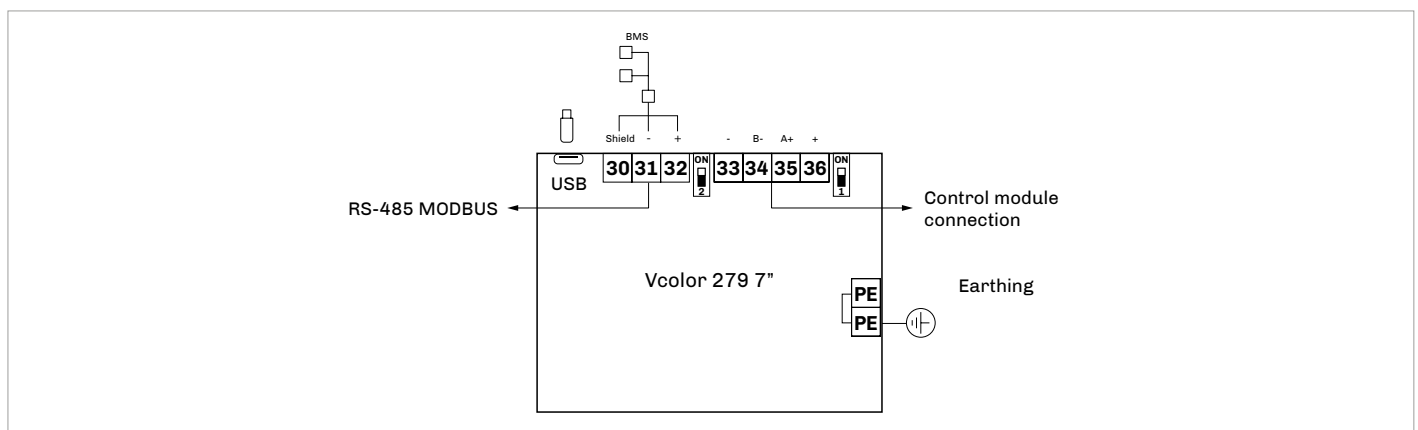 BMS
Shield - + - B- A+ +
30 31 32 ON 2 33 34 35 36 ON 1
USB
RS-485 MODBUS
Control module
connection
Vcolor 279 7”
PE
Earthing
PE